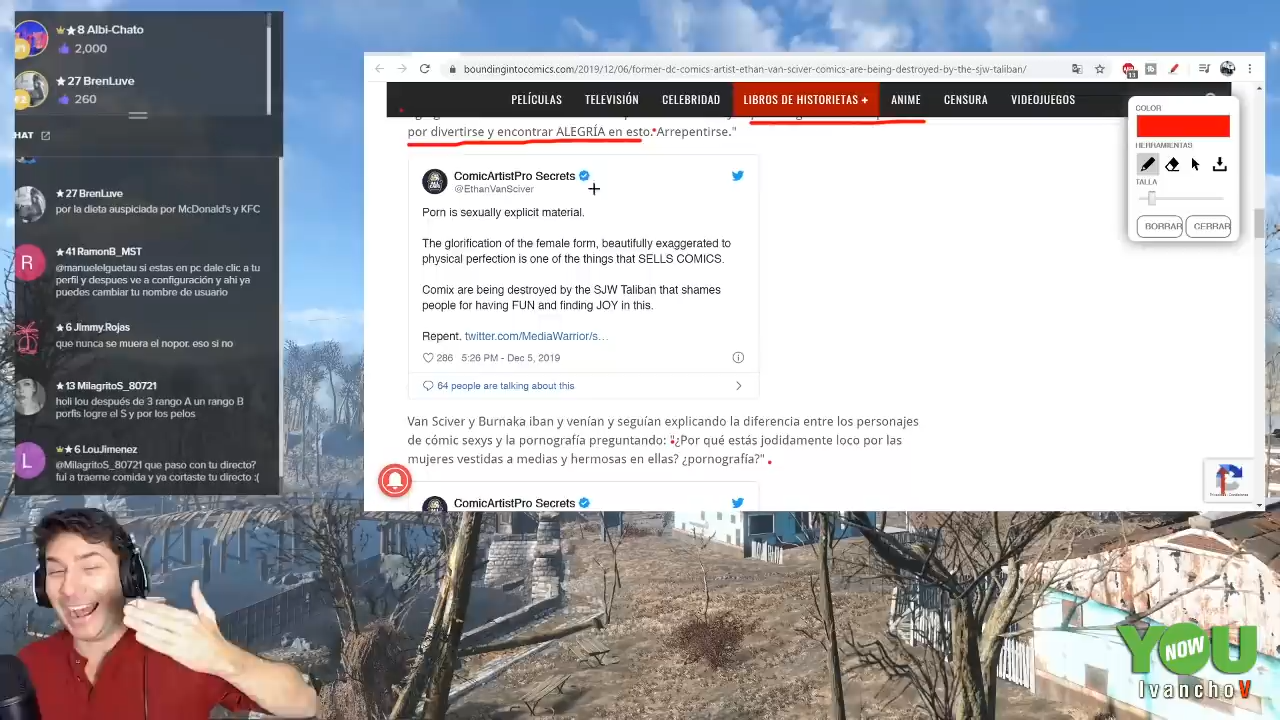 8 Albi-Chato
2,000
27 BrenLuve
260
HAT
27 BrenLuve
por la dieta auspiciada por McDonald's y KFC
41 RamonB_MST
@manuelelguetau si estas en pc dale clic a tu
perfil y despues ve a configuración y ahi ya
puedes cambiar tu nombre de usuario
6 Jimmy.Rojas
que nunca se muera el nopor. eso si no
13 MilagritoS_80721
holi lou después de 3 rango A un rango B
porfis logre el S y por los pelos
6 LouJimenez
@MilagritoS_80721 que paso con tu directo?
fui a traerme comida y ya cortaste tu directo :(
boundingintocomics.com/2019/12/06/former-dc-comics-artist-ethan-van-sciver-comics-are-being-destroyed-by-the-sjw-taliban/
13
PELÍCULAS TELEVISIÓN CELEBRIDAD LIBROS DE HISTORIETAS + ANIME CENSURA VIDEOJUEGOS
por divertirse y encontrar ALEGRÍA en esto. Arrepentirse."
ComicArtistPro Secrets
@EthanVanSciver
Porn is sexually explicit material.
The glorification of the female form, beautifully exaggerated to
physical perfection is one of the things that SELLS COMICS.
Comix are being destroyed by the SJW Taliban that shames
people for having FUN and finding JOY in this.
Repent. twitter.com/MediaWarrior/s…
286 5:26 PM - Dec 5, 2019
64 people are talking about this
Van Sciver y Burnaka iban y venían y seguían explicando la diferencia entre los personajes
de cómic sexys y la pornografía preguntando: "¿Por qué estás jodidamente loco por las
mujeres vestidas a medias y hermosas en ellas? ¿pornografía?"
ComicArtistPro Secrets
COLOR
HERRAMIENTAS
TALLA
BORRAR CERRAR
YOU
NOW
IvanchoV